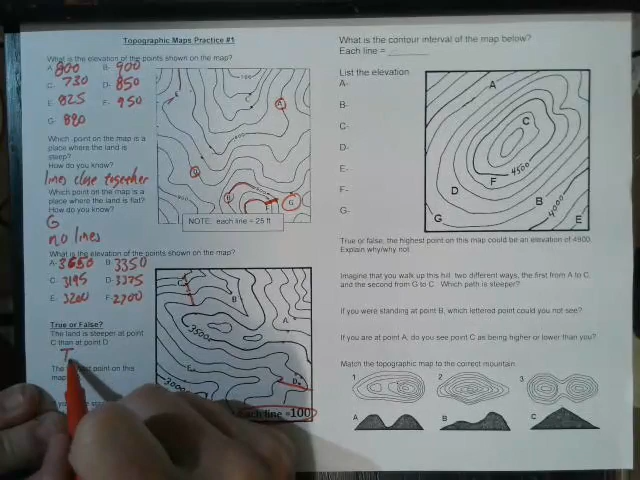 Topographic Maps Practice #1
What is the elevation of the points shown on the map?
A- 800 B- 900
C- 730 D- 850
E- 825 F- 950
G- 880
Which point on the map is a
place where the land is
steep?
How do you know?
lines close together
Which point on the map is a
place where the land is flat?
How do you know?
G
no lines
NOTE: each line = 25 ft
What is the elevation of the points shown on the map?
A- 3650 B- 3350
C- 3195 D- 3375
E- 3200 F- 2700
True or False?
The land is steeper at point
C than at point D
T
point on this
map
3500
B
A
E
D
3000
each line =100
What is the contour interval of the map below?
Each line =
List the elevation
A-
B-
C-
D-
E-
F-
G-
A
C
F
4500
D
B
4000
G
E
True or false, the highest point on this map could be an elevation of 4900.
Explain why/why not.
Imagine that you walk up this hill, two different ways, the first from A to C,
and the second from G to C. Which path is steeper?
If you were standing at point B, which lettered point could you not see?
If you are at point A, do you see point C as being higher or lower than you?
Match the topographic map to the correct mountain.
1 2 3
A B C